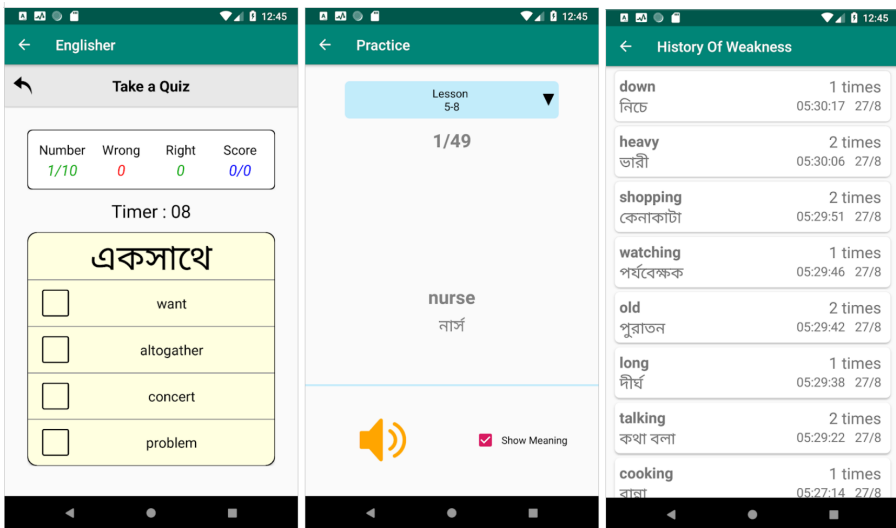 12:45
Englisher
Take a Quiz
Number Wrong Right Score
1/10 0 0 0/0
Timer : 08
একসাথে
want
altogather
concert
problem
12:45
Practice
Lesson
5-8
1/49
nurse
নার্স
Show Meaning
12:45
History Of Weakness
down 1 times
নিচে 05:30:17 27/8
heavy 2 times
ভারী 05:30:06 27/8
shopping 2 times
কেনাকাটা 05:29:51 27/8
watching 1 times
পর্যবেক্ষক 05:29:46 27/8
old 2 times
পুরাতন 05:29:42 27/8
long 1 times
দীর্ঘ 05:29:38 27/8
talking 2 times
কথা বলা 05:29:22 27/8
cooking 1 times
রান্না 05:27:14 27/8